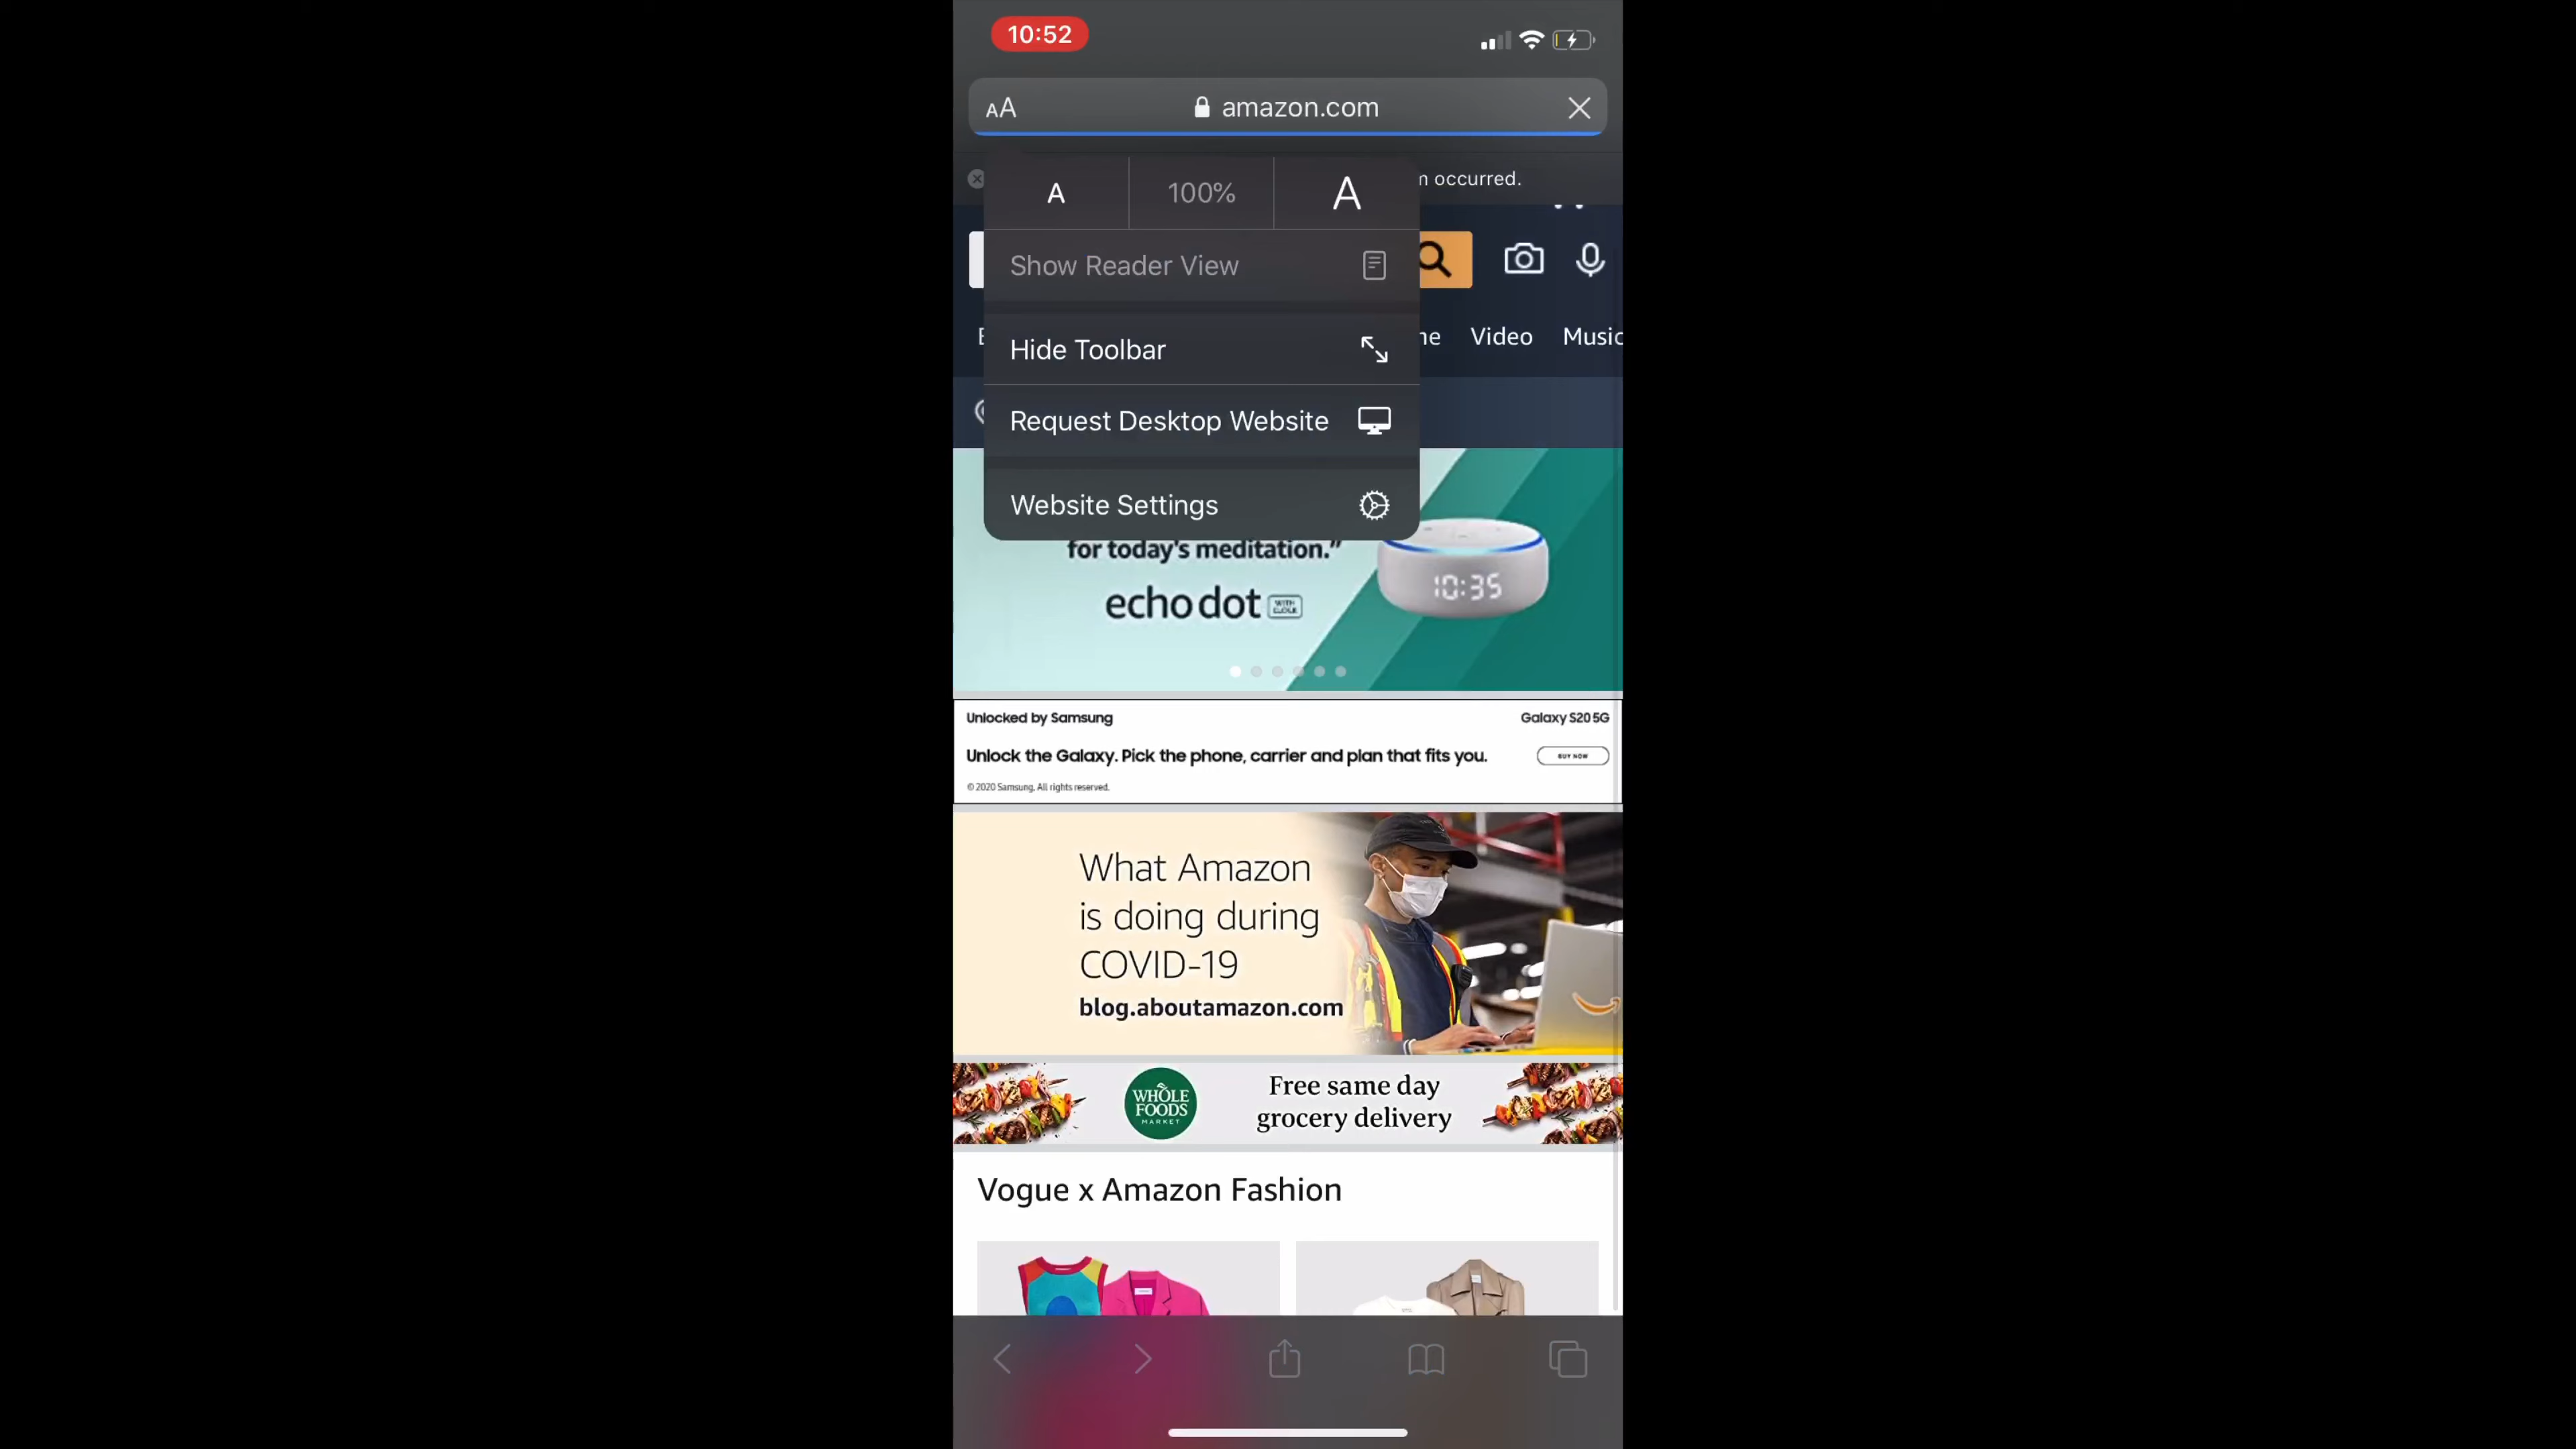 10:52
AA amazon.com
m occurred.
A 100% A
Show Reader View
Hide Toolbar
Video Music
Request Desktop Website
Website Settings
for today's meditation.”
10:35
echo dot WITH CLOCK
Unlocked by Samsung Galaxy S20 5G
Unlock the Galaxy. Pick the phone, carrier and plan that fits you. BUY NOW
© 2020 Samsung. All rights reserved.
What Amazon
is doing during
COVID-19
blog.aboutamazon.com
WHOLE
FOODS
MARKET
Free same day
grocery delivery
Vogue x Amazon Fashion